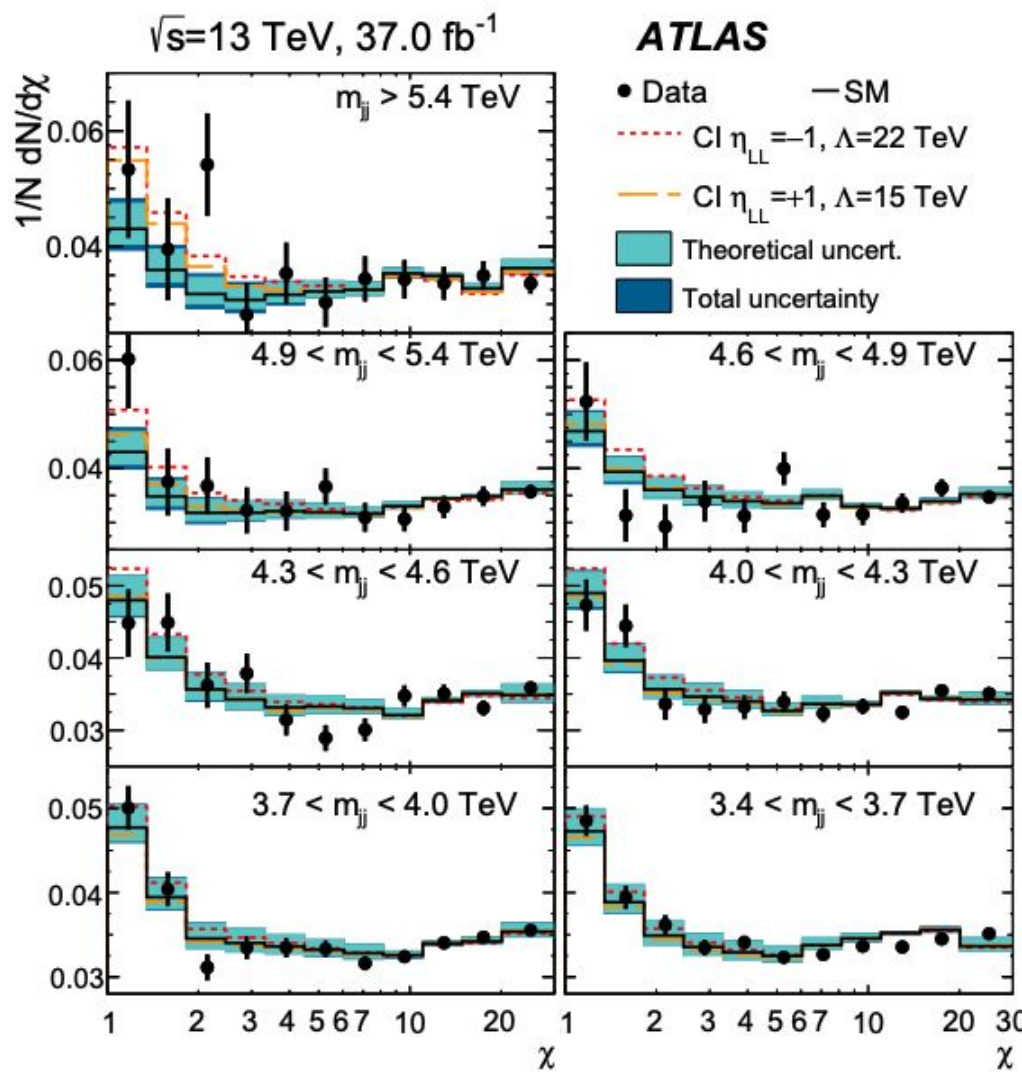 √s=13 TeV, 37.0 fb⁻¹
ATLAS
1/N dN/dχ
m_jj > 5.4 TeV
0.06
0.04
Data
SM
CI η_LL=−1, Λ=22 TeV
CI η_LL=+1, Λ=15 TeV
Theoretical uncert.
Total uncertainty
4.9 < m_jj < 5.4 TeV
0.06
0.04
4.6 < m_jj < 4.9 TeV
4.3 < m_jj < 4.6 TeV
0.05
0.04
0.03
4.0 < m_jj < 4.3 TeV
3.7 < m_jj < 4.0 TeV
0.05
0.04
0.03
3.4 < m_jj < 3.7 TeV
1 2 3 4 5 6 7 10 20
1 2 3 4 5 6 7 10 20 30
χ
χ